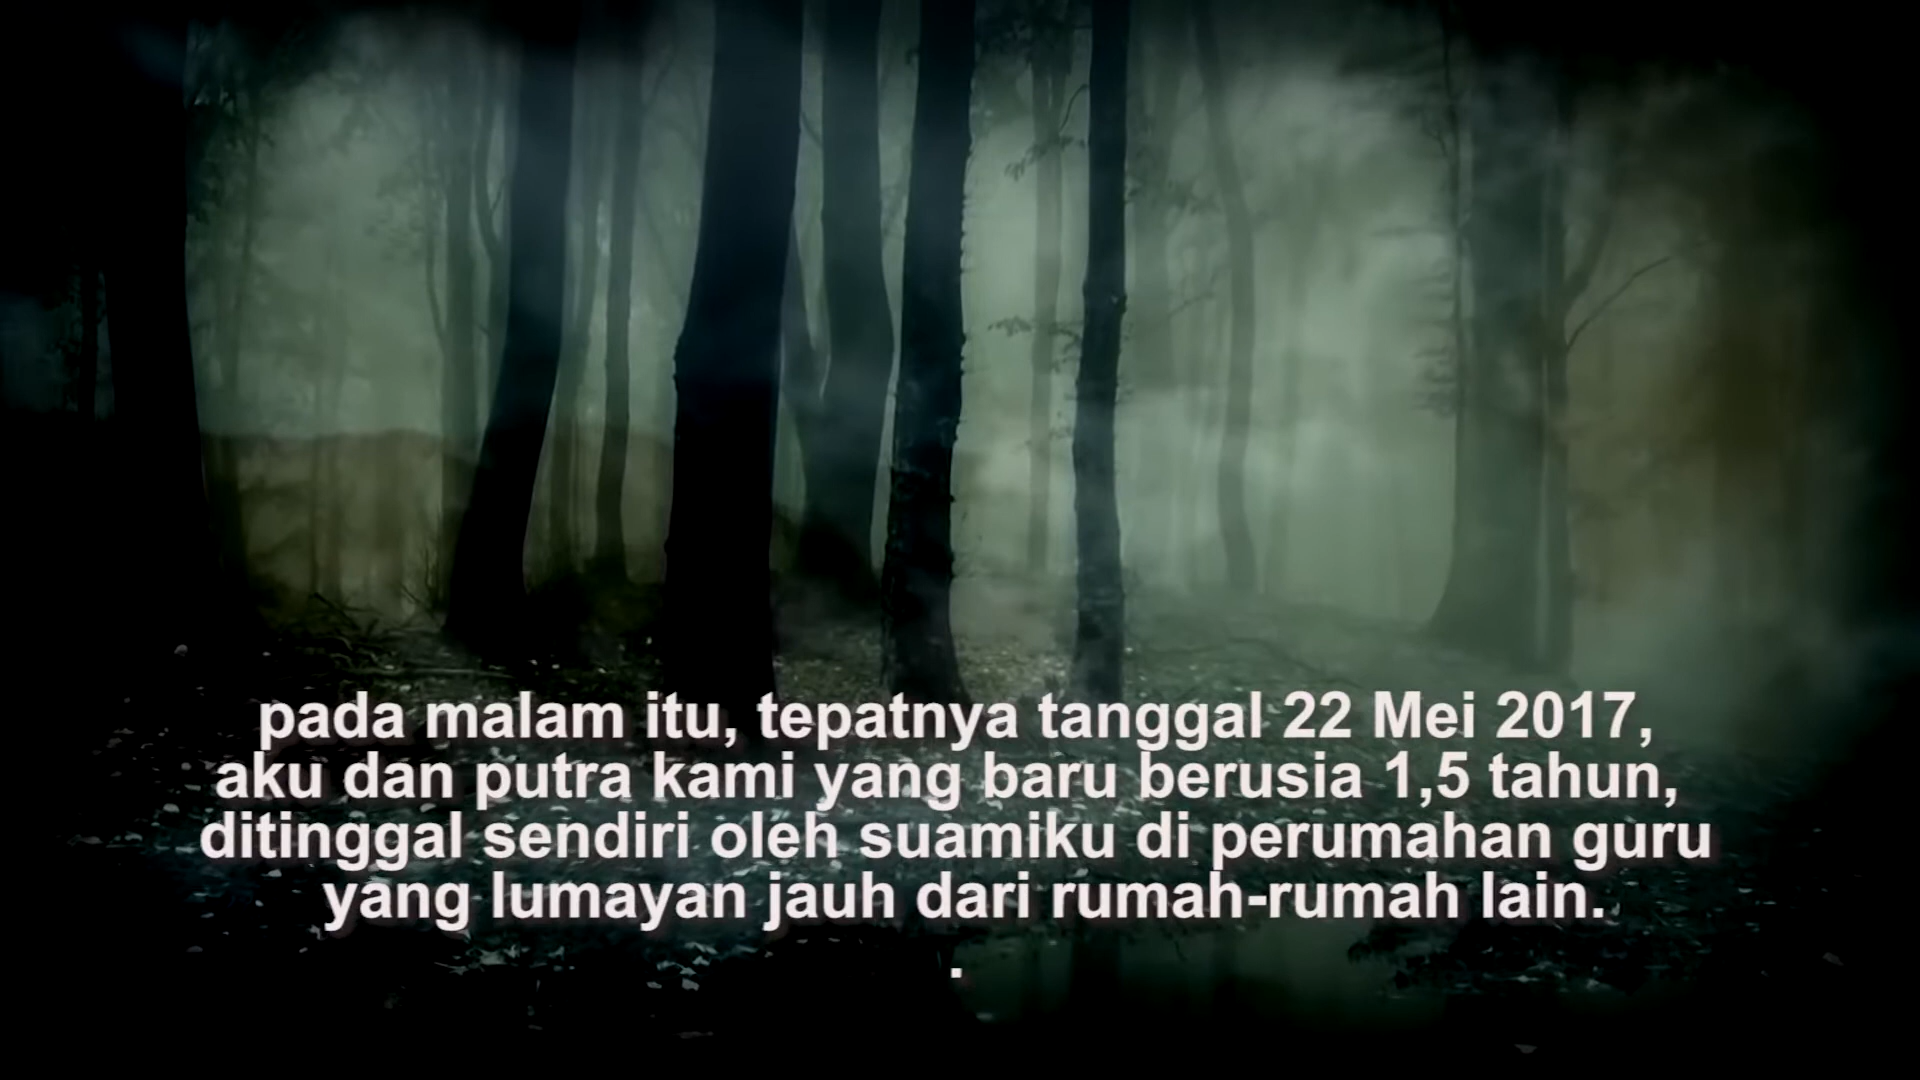 pada malam itu, tepatnya tanggal 22 Mei 2017,
aku dan putra kami yang baru berusia 1,5 tahun,
ditinggal sendiri oleh suamiku di perumahan guru
yang lumayan jauh dari rumah-rumah lain.
.